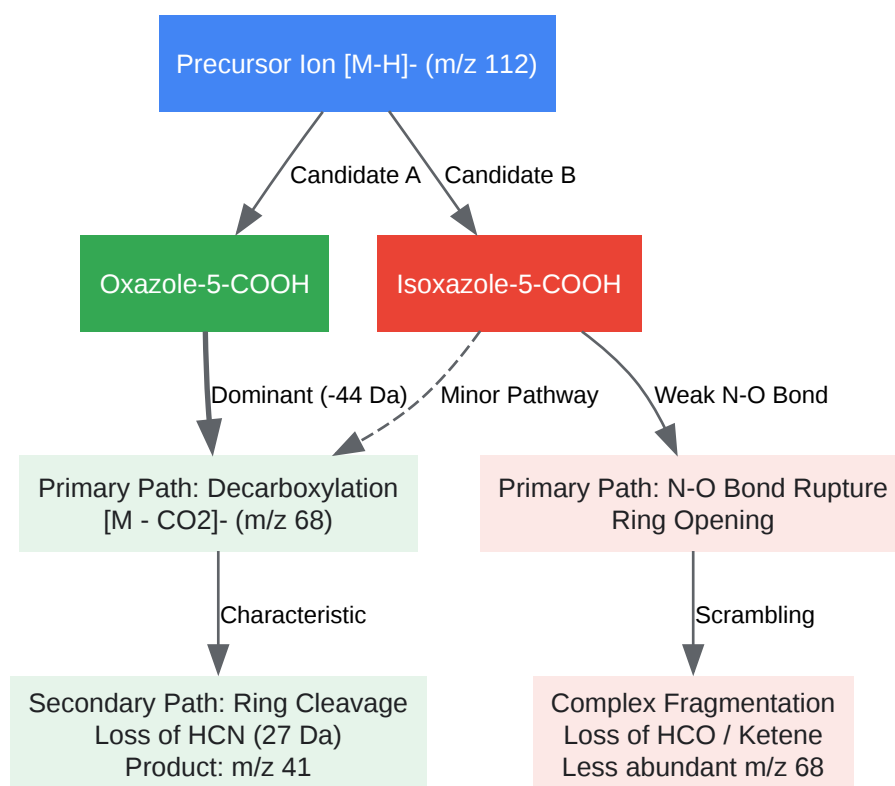 Precursor Ion [M-H]- (m/z 112)
Candidate A
Candidate B
Oxazole-5-COOH
Isoxazole-5-COOH
Dominant (-44 Da)
Minor Pathway
Weak N-O Bond
Primary Path: Decarboxylation
[M - CO2]- (m/z 68)
Primary Path: N-O Bond Rupture
Ring Opening
Characteristic
Scrambling
Secondary Path: Ring Cleavage
Loss of HCN (27 Da)
Product: m/z 41
Complex Fragmentation
Loss of HCO / Ketene
Less abundant m/z 68